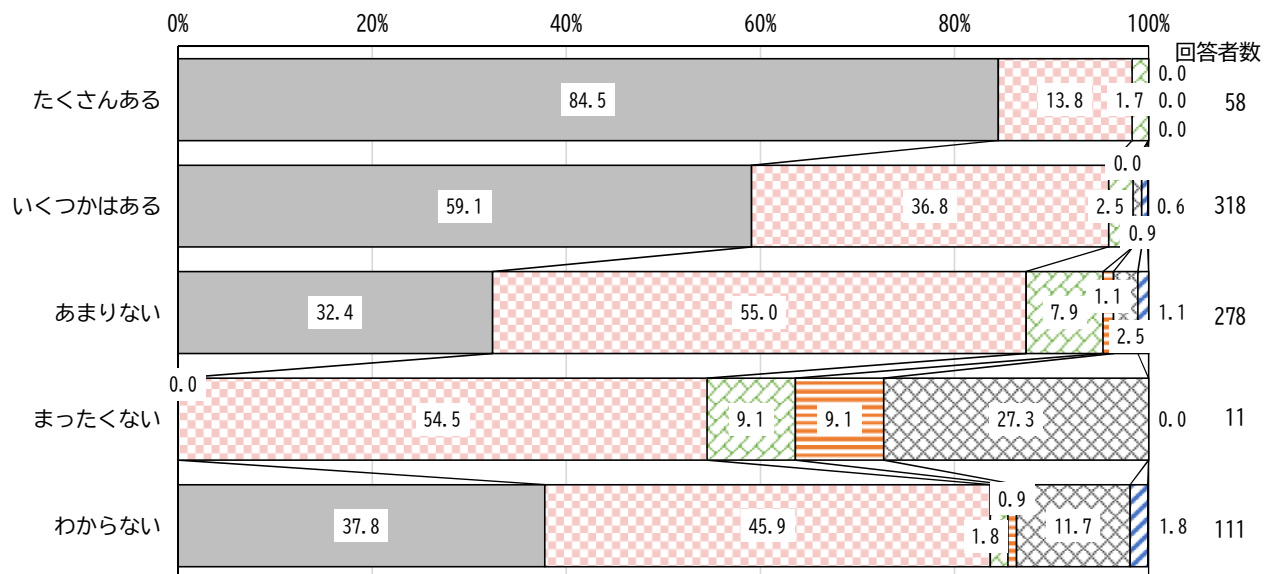 0% 20% 40% 60% 80% 100%
回答者数
たくさんある 84.5 13.8 1.7 0.0 0.0 0.0 58
いくつかはある 59.1 36.8 2.5 0.0 0.9 0.6 318
あまりない 32.4 55.0 7.9 1.1 2.5 1.1 278
まったくない 0.0 54.5 9.1 9.1 27.3 0.0 11
わからない 37.8 45.9 1.8 0.9 11.7 1.8 111